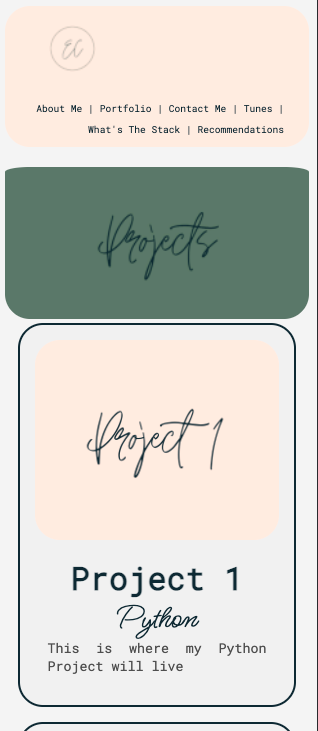 EC
About Me | Portfolio | Contact Me | Tunes |
What's The Stack | Recommendations
Projects
Project 1
Project 1
Python
This is where my Python
Project will live